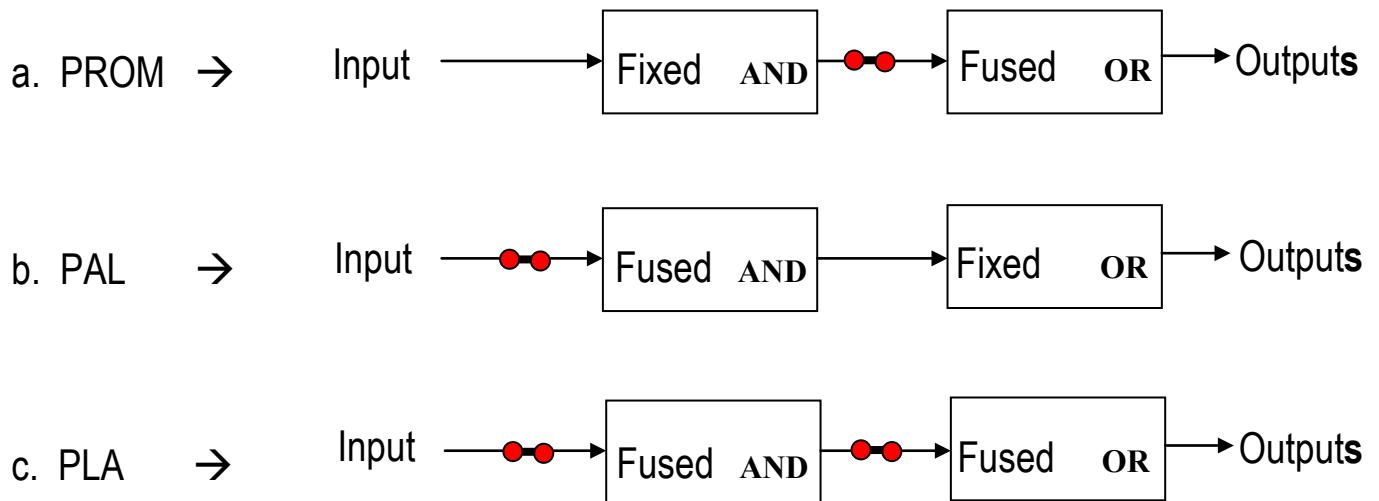 a. PROM → Input Fixed AND Fused OR Outputs
b. PAL → Input Fused AND Fixed OR Outputs
c. PLA → Input Fused AND Fused OR Outputs